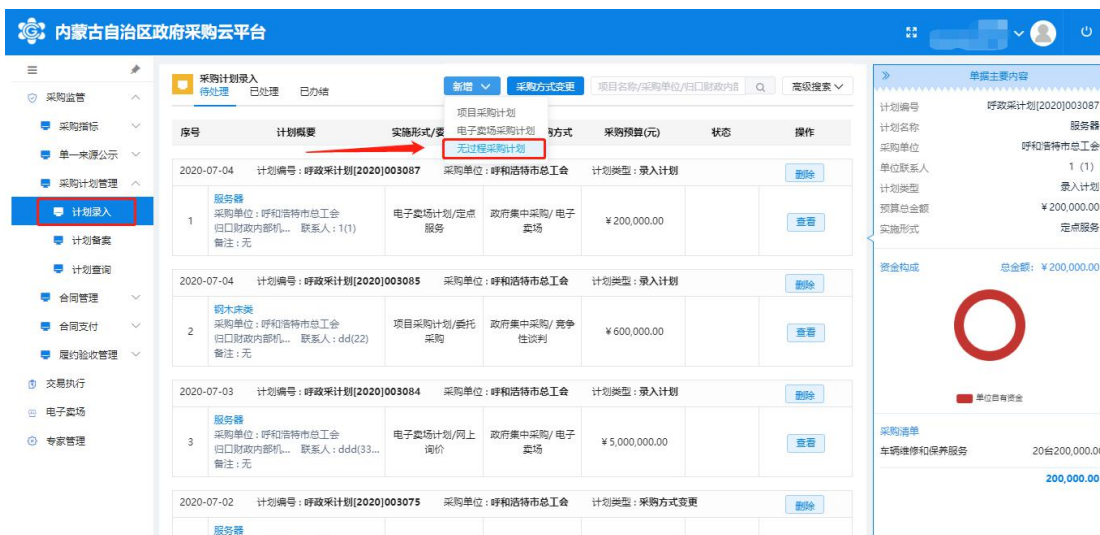 内蒙古自治区政府采购云平台
采购监管
采购指标
单一来源公示
采购计划管理
计划录入
计划备案
计划查询
合同管理
合同支付
履约验收管理
交易执行
电子卖场
专家管理
采购计划录入
待处理 已处理 已办结
新增 采购方式变更 项目名称/采购单位/归口财政内部 高级搜索
项目采购计划
电子卖场采购计划
无过程采购计划
序号 计划概要 实施形式/委 方式 采购预算(元) 状态 操作
2020-07-04 计划编号:呼政采计划[2020]003087 采购单位:呼和浩特市总工会 计划类型:录入计划 删除
1
服务器
采购单位:呼和浩特市总工会
归口财政内部机... 联系人:1(1)
备注:无
电子卖场计划/定点
服务
政府集中采购/ 电子
卖场
¥200,000.00
查看
2020-07-04 计划编号:呼政采计划[2020]003085 采购单位:呼和浩特市总工会 计划类型:录入计划 删除
2
钢木床类
采购单位:呼和浩特市总工会
归口财政内部机... 联系人:dd(22)
备注:无
项目采购计划/委托
采购
政府集中采购/ 竞争
性谈判
¥600,000.00
查看
2020-07-03 计划编号:呼政采计划[2020]003084 采购单位:呼和浩特市总工会 计划类型:录入计划 删除
3
服务器
采购单位:呼和浩特市总工会
归口财政内部机... 联系人:ddd(33...
备注:无
电子卖场计划/网上
询价
政府集中采购/ 电子
卖场
¥5,000,000.00
查看
2020-07-02 计划编号:呼政采计划[2020]003075 采购单位:呼和浩特市总工会 计划类型:采购方式变更 删除
服务器
单据主要内容
计划编号 呼政采计划[2020]003087
计划名称 服务器
采购单位 呼和浩特市总工会
单位联系人 1 (1)
计划类型 录入计划
预算总金额 ¥200,000.00
实施形式 定点服务
资金构成 总金额: ¥200,000.00
单位自有资金
采购清单
车辆维修和保养服务 20台200,000.00
200,000.00